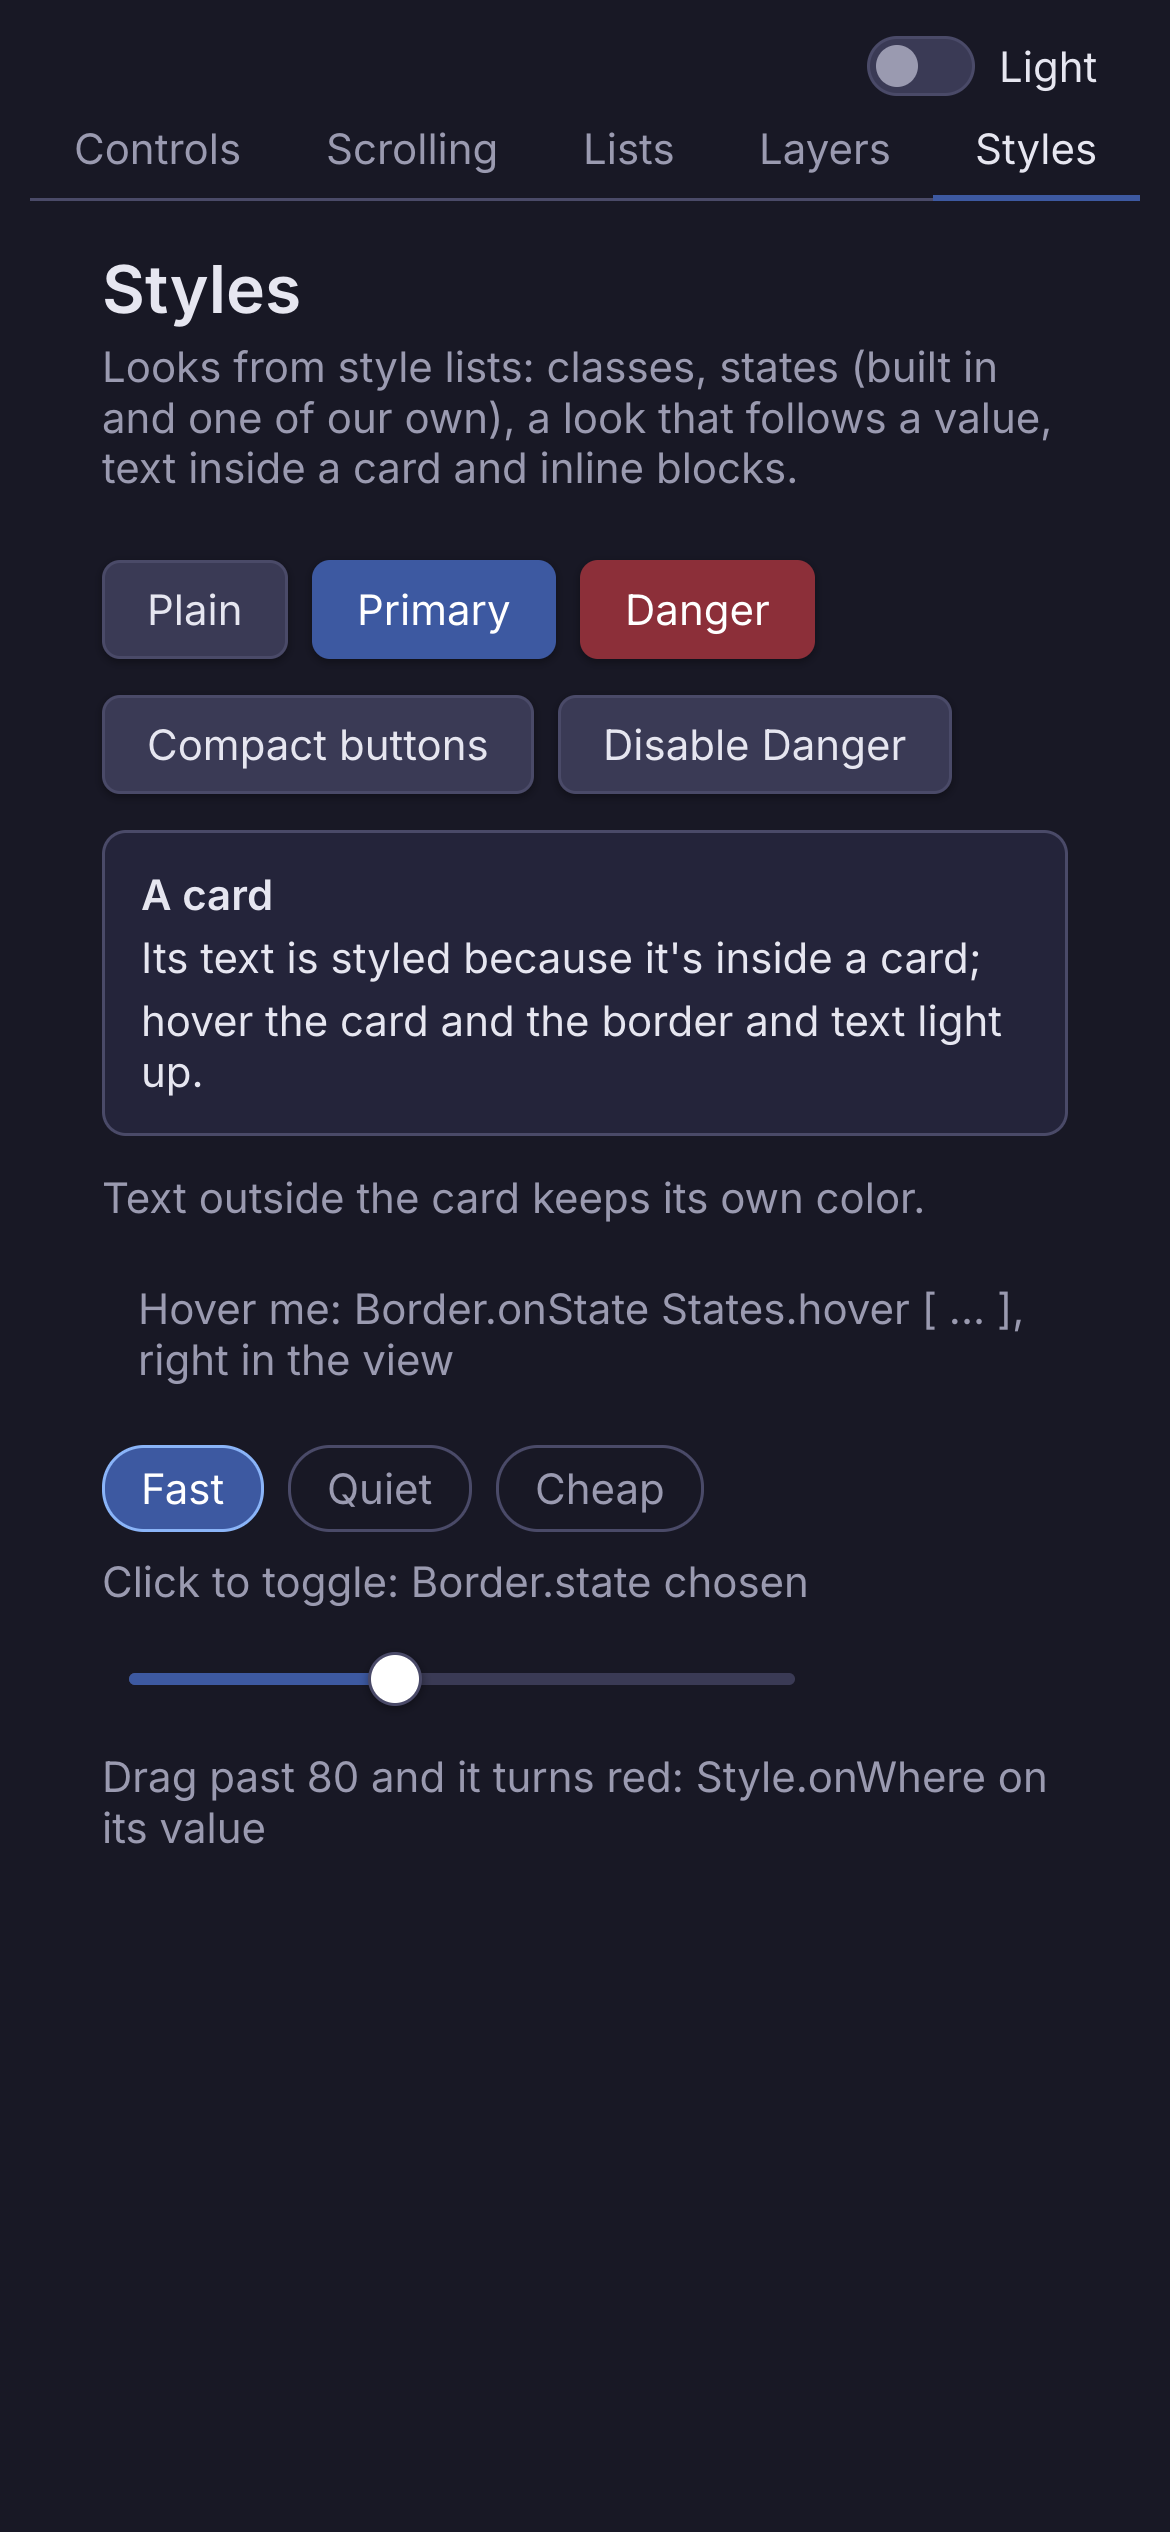 Light
Controls Scrolling Lists Layers Styles
Styles
Looks from style lists: classes, states (built in
and one of our own), a look that follows a value,
text inside a card and inline blocks.
Plain Primary Danger
Compact buttons Disable Danger
A card
Its text is styled because it's inside a card;
hover the card and the border and text light
up.
Text outside the card keeps its own color.
Hover me: Border.onState States.hover [ ... ],
right in the view
Fast Quiet Cheap
Click to toggle: Border.state chosen
Drag past 80 and it turns red: Style.onWhere on
its value